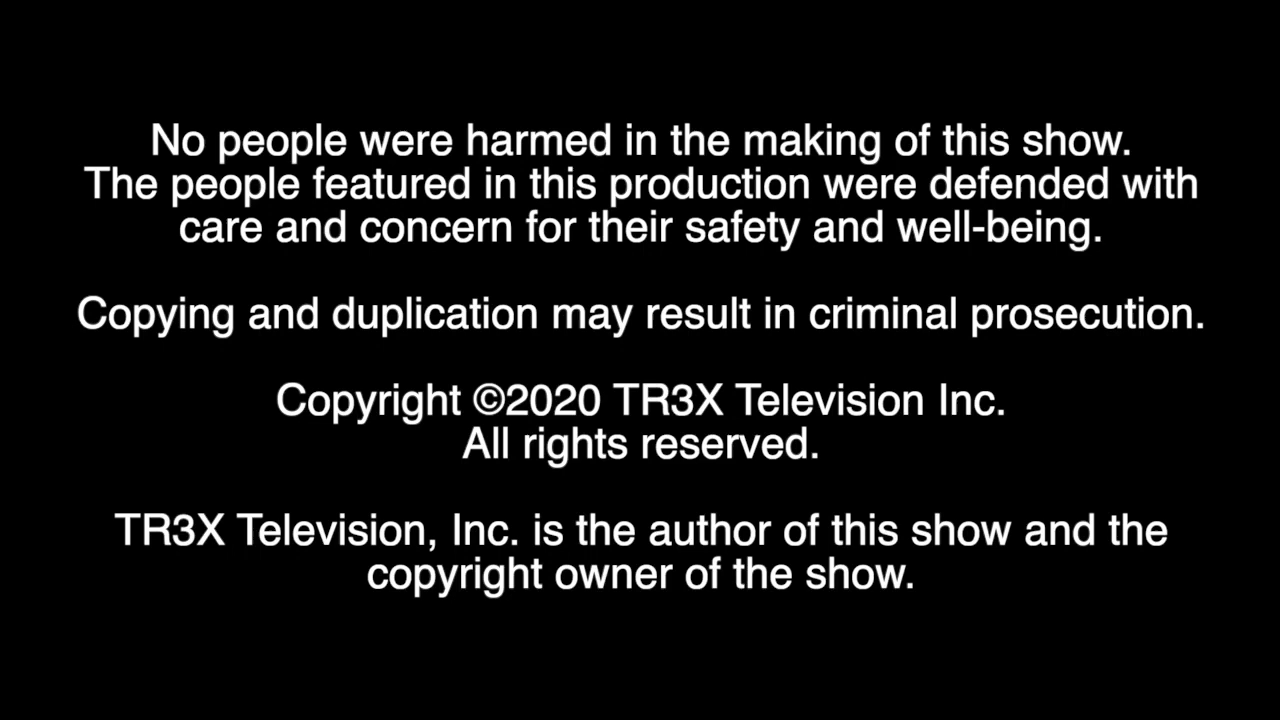 No people were harmed in the making of this show.
The people featured in this production were defended with
care and concern for their safety and well-being.
Copying and duplication may result in criminal prosecution.
Copyright ©2020 TR3X Television Inc.
All rights reserved.
TR3X Television, Inc. is the author of this show and the
copyright owner of the show.